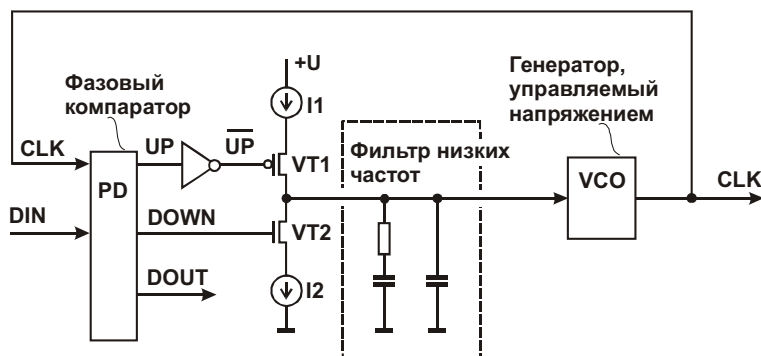 +U
Фазовый
компаратор
Генератор,
управляемый
напряжением
I1
CLK
UP
UP
VT1
Фильтр низких
частот
PD
VCO
CLK
DIN
DOWN
VT2
DOUT
I2